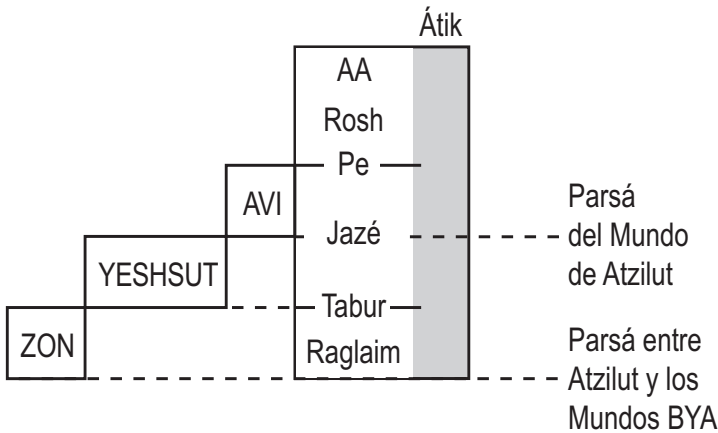 Átik
AA
Rosh
Pe
AVI
Jazé
Parsá
del Mundo
de Atzilut
YESHSUT
Tabur
ZON
Raglaim
Parsá entre
Atzilut y los
Mundos BYA